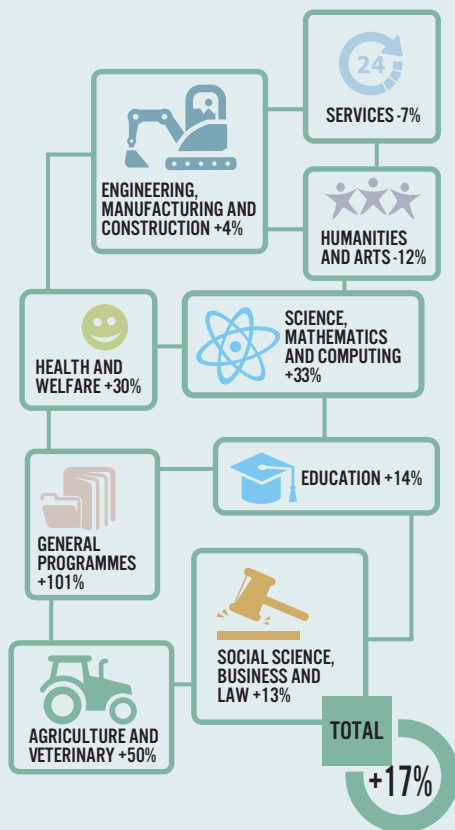 24
SERVICES -7%
ENGINEERING,
MANUFACTURING AND
CONSTRUCTION +4%
HUMANITIES
AND ARTS -12%
SCIENCE,
MATHEMATICS
AND COMPUTING
+33%
HEALTH AND
WELFARE +30%
EDUCATION +14%
GENERAL
PROGRAMMES
+101%
SOCIAL SCIENCE,
BUSINESS AND
LAW +13%
AGRICULTURE AND
VETERINARY +50%
TOTAL
+17%